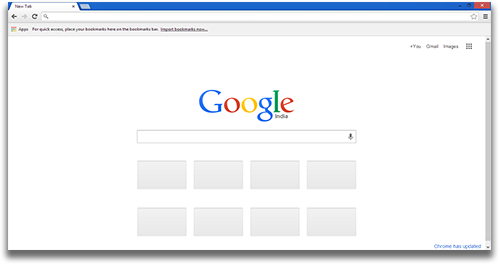 New Tab
Apps For quick access, place your bookmarks here on the bookmarks bar. Import bookmarks now...
+You Gmail Images
Google
India
Chrome has updated